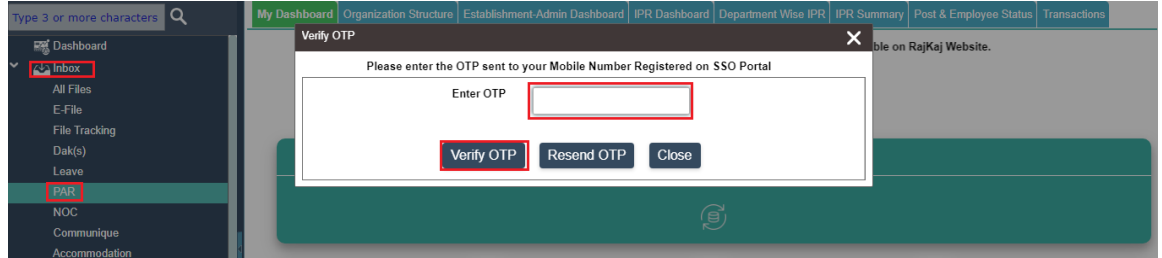 Type 3 or more characters
My Dashboard Organization Structure Establishment-Admin Dashboard IPR Dashboard Department Wise IPR IPR Summary Post & Employee Status Transactions
Dashboard
Inbox
All Files
E-File
File Tracking
Dak(s)
Leave
PAR
NOC
Communique
Accommodation
Verify OTP
ble on RajKaj Website.
Please enter the OTP sent to your Mobile Number Registered on SSO Portal
Enter OTP
Verify OTP Resend OTP Close